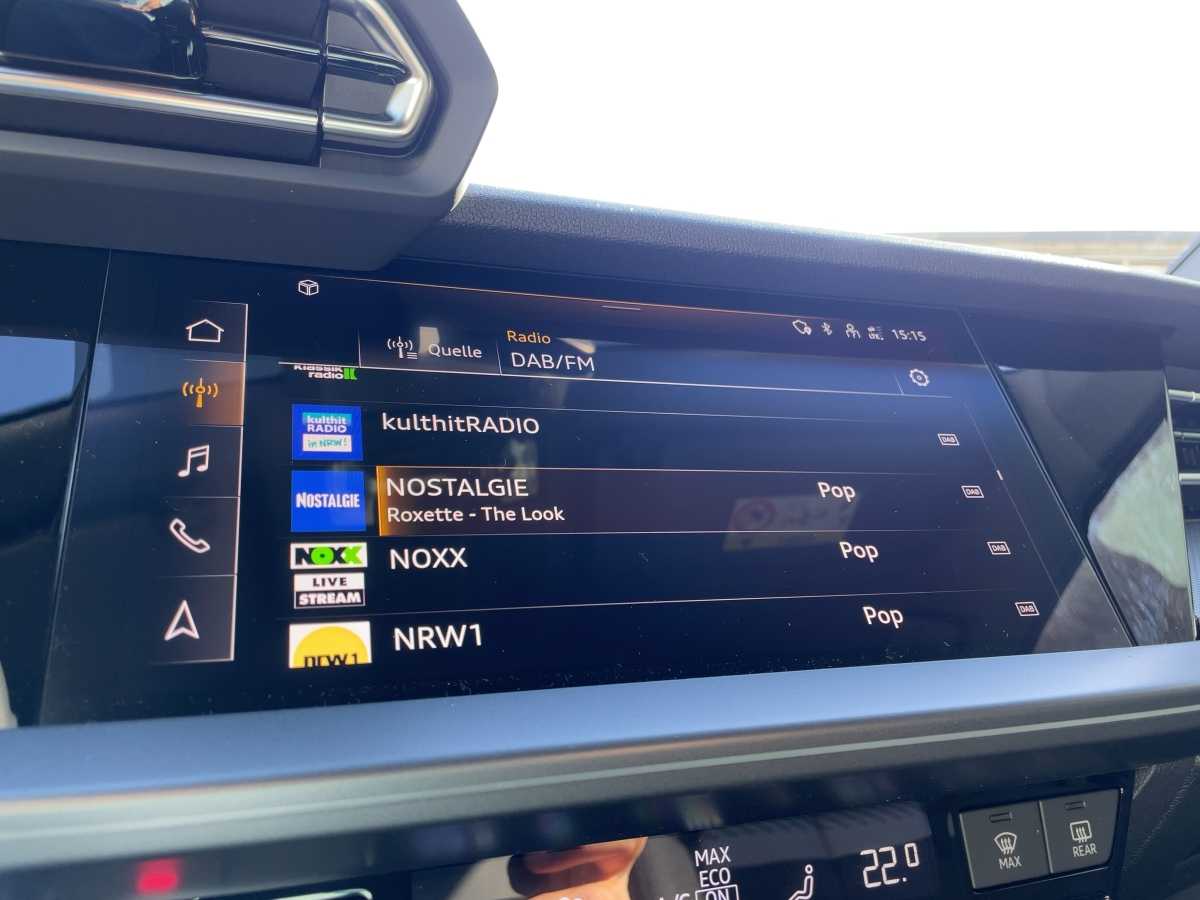 15:15
Quelle
Radio
DAB/FM
Klassik
radio
kulthit
RADIO
in NRW!
kulthitRADIO
DAB
NOSTALGIE
NOSTALGIE
Roxette - The Look
Pop
DAB
NOXX
LIVE
STREAM
NOXX
Pop
DAB
nrw1
NRW1
Pop
DAB
MAX
ECO
A/C ON
22.0
MAX
REAR